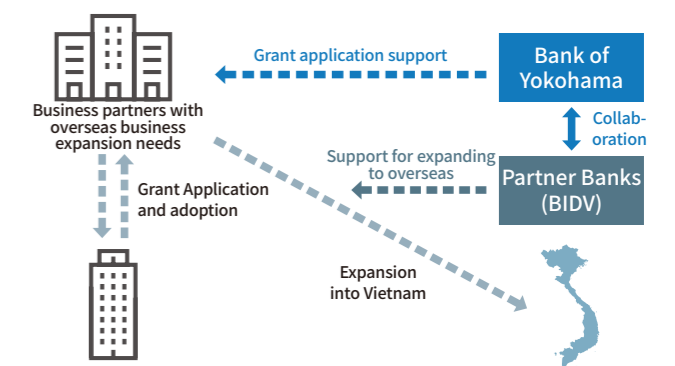 Grant application support
Bank of
Yokohama
Business partners with
overseas business
expansion needs
Collab-
oration
Support for expanding
to overseas
Partner Banks
(BIDV)
Grant Application
and adoption
Expansion
into Vietnam